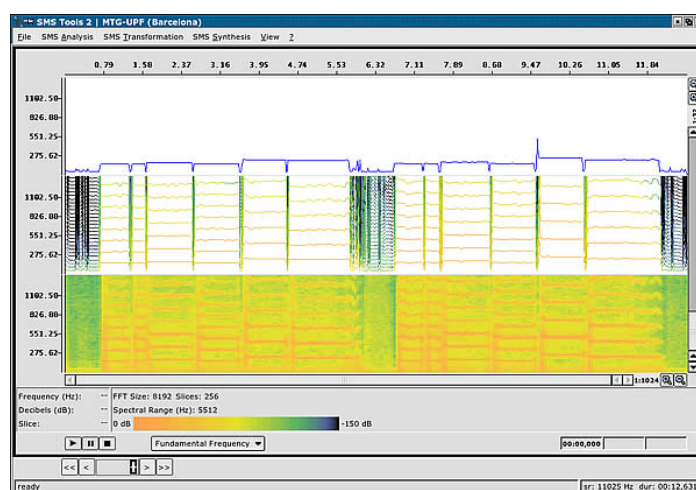 SMS Tools 2 | MTG-UPF (Barcelona)
File SMS Analysis SMS Transformation SMS Synthesis View ?
0.79 1.58 2.37 3.16 3.95 4.74 5.53 6.32 7.11 7.89 8.68 9.47 10.26 11.05 11.84
1102.50
826.88
551.25
275.62
1102.50
826.88
551.25
275.62
1102.50
826.88
551.25
275.62
1:1024
Frequency (Hz): -- FFT Size: 8192 Slices: 256
Decibels (dB): -- Spectral Range (Hz): 5512
Slice: -- 0 dB -150 dB
Fundamental Frequency 00:00,000
<< < > >>
ready sr: 11025 Hz dur: 00:12,631